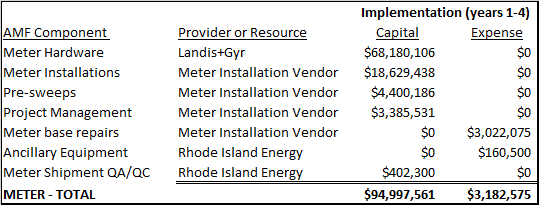 Implementation (years 1-4)
AMF Component Provider or Resource Capital Expense
Meter Hardware Landis+Gyr $68,180,106 $0
Meter Installations Meter Installation Vendor $18,629,438 $0
Pre-sweeps Meter Installation Vendor $4,400,186 $0
Project Management Meter Installation Vendor $3,385,531 $0
Meter base repairs Meter Installation Vendor $0 $3,022,075
Ancillary Equipment Rhode Island Energy $0 $160,500
Meter Shipment QA/QC Rhode Island Energy $402,300 $0
METER - TOTAL $94,997,561 $3,182,575